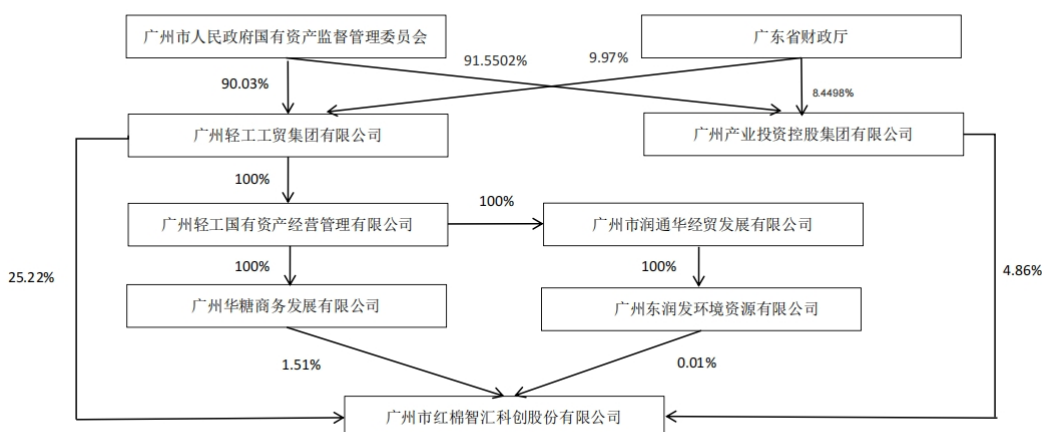 广州市人民政府国有资产监督管理委员会
广东省财政厅
91.5502%
9.97%
90.03%
8.4498%
广州轻工工贸集团有限公司
广州产业投资控股集团有限公司
100%
100%
广州轻工国有资产经营管理有限公司
广州市润通华经贸发展有限公司
25.22%
100%
100%
4.86%
广州华糖商务发展有限公司
广州东润发环境资源有限公司
1.51%
0.01%
广州市红棉智汇科创股份有限公司